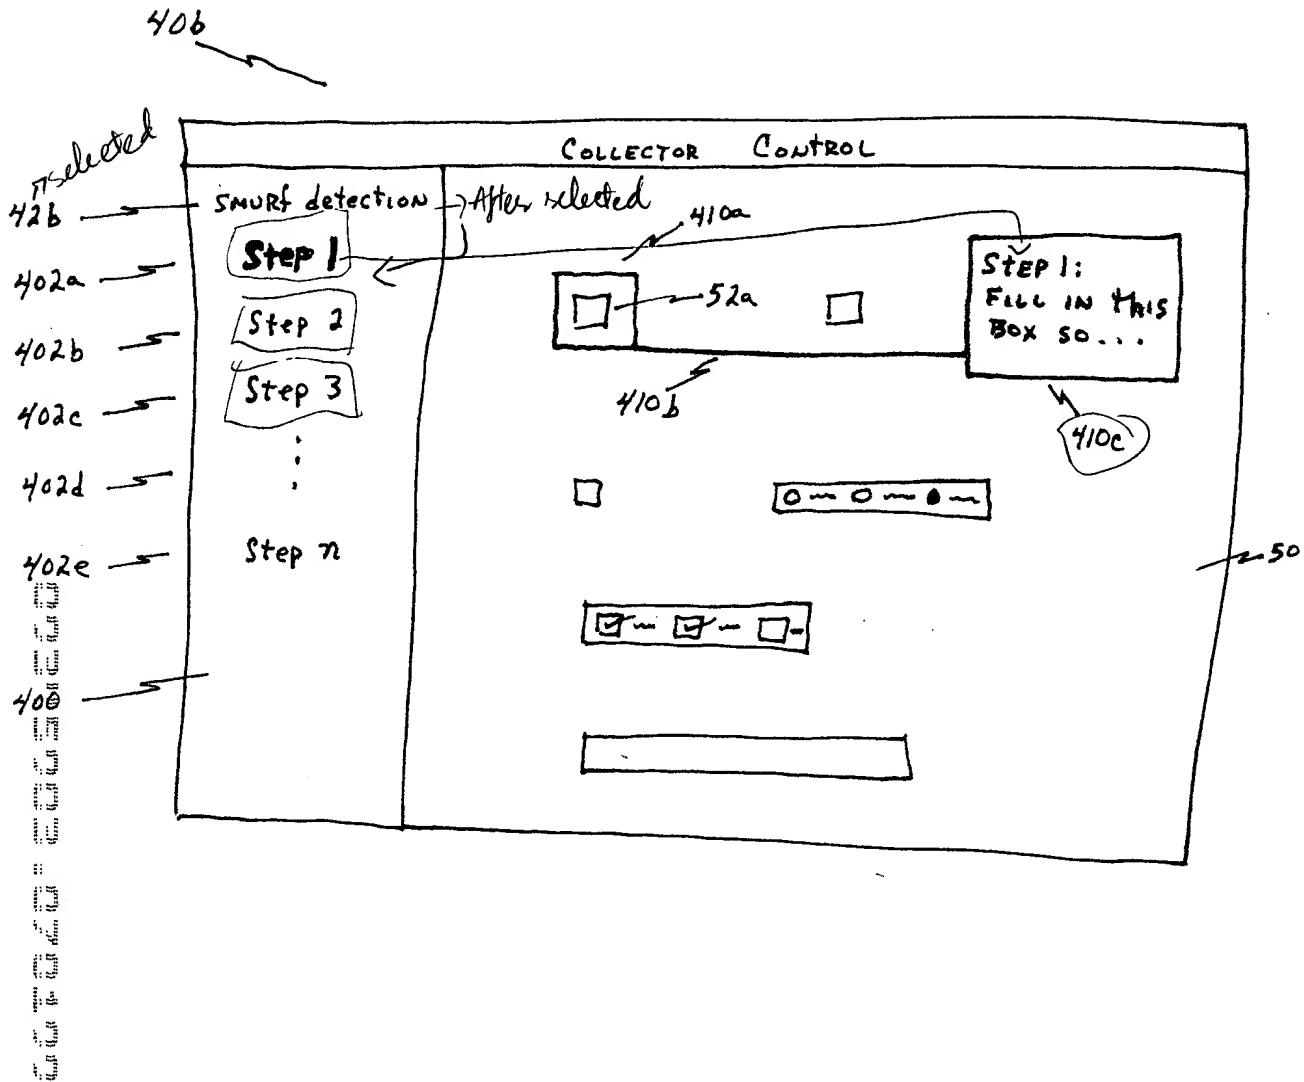 40b
selected
COLLECTOR CONTROL
42b
SMURF detection
After selected
410a
402a
Step 1
STEP 1:
FILL IN THIS
BOX SO...
52a
402b
Step 2
410b
402c
Step 3
410c
402d
402e
Step n
50
400